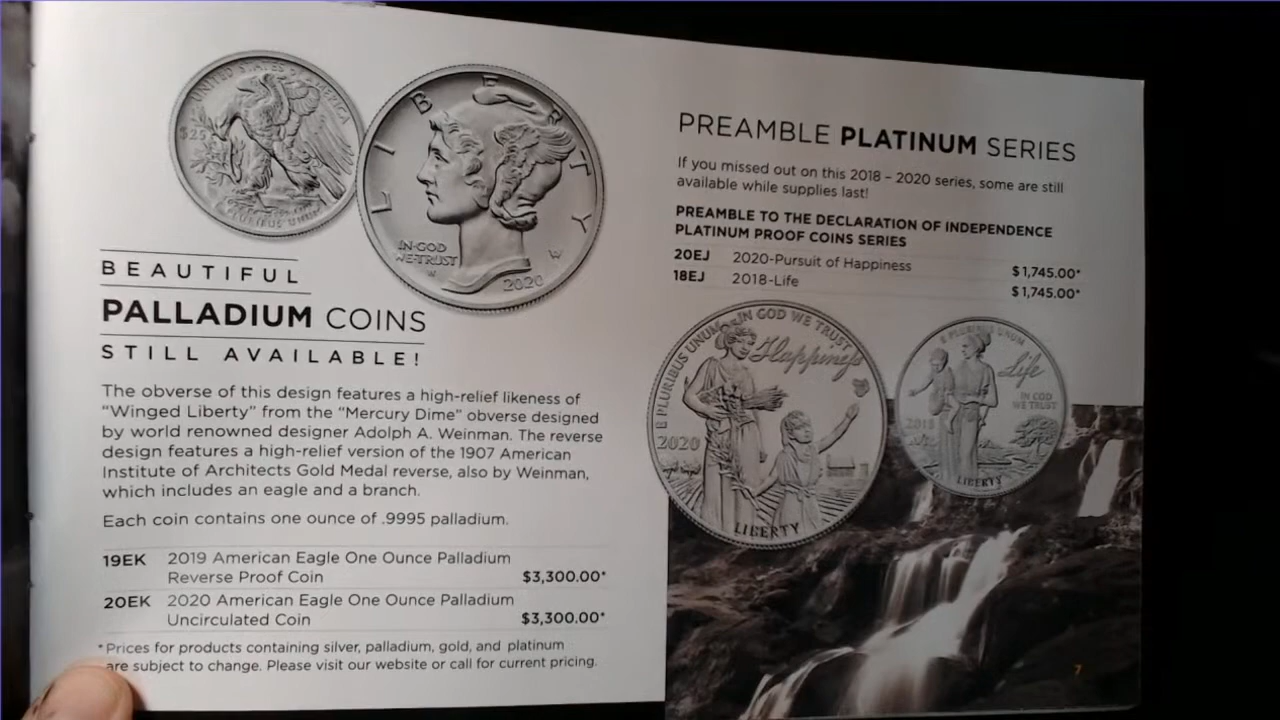 UNITED STATES OF AMERICA
$25
PLURIBUS UNUM
LIBERTY
IN GOD
WE TRUST
W
W
2020
BEAUTIFUL
PALLADIUM COINS
STILL AVAILABLE!
The obverse of this design features a high-relief likeness of
“Winged Liberty” from the “Mercury Dime” obverse designed
by world renowned designer Adolph A. Weinman. The reverse
design features a high-relief version of the 1907 American
Institute of Architects Gold Medal reverse, also by Weinman,
which includes an eagle and a branch.
Each coin contains one ounce of .9995 palladium.
19EK 2019 American Eagle One Ounce Palladium
Reverse Proof Coin $3,300.00*
20EK 2020 American Eagle One Ounce Palladium
Uncirculated Coin $3,300.00*
*Prices for products containing silver, palladium, gold, and platinum
are subject to change. Please visit our website or call for current pricing.
PREAMBLE PLATINUM SERIES
If you missed out on this 2018 – 2020 series, some are still
available while supplies last!
PREAMBLE TO THE DECLARATION OF INDEPENDENCE
PLATINUM PROOF COINS SERIES
20EJ 2020-Pursuit of Happiness $1,745.00*
18EJ 2018-Life $1,745.00*
E PLURIBUS UNUM
IN GOD WE TRUST
Happiness
2020
LIBERTY
E PLURIBUS UNUM
Life
IN GOD
WE TRUST
2018
LIBERTY
7